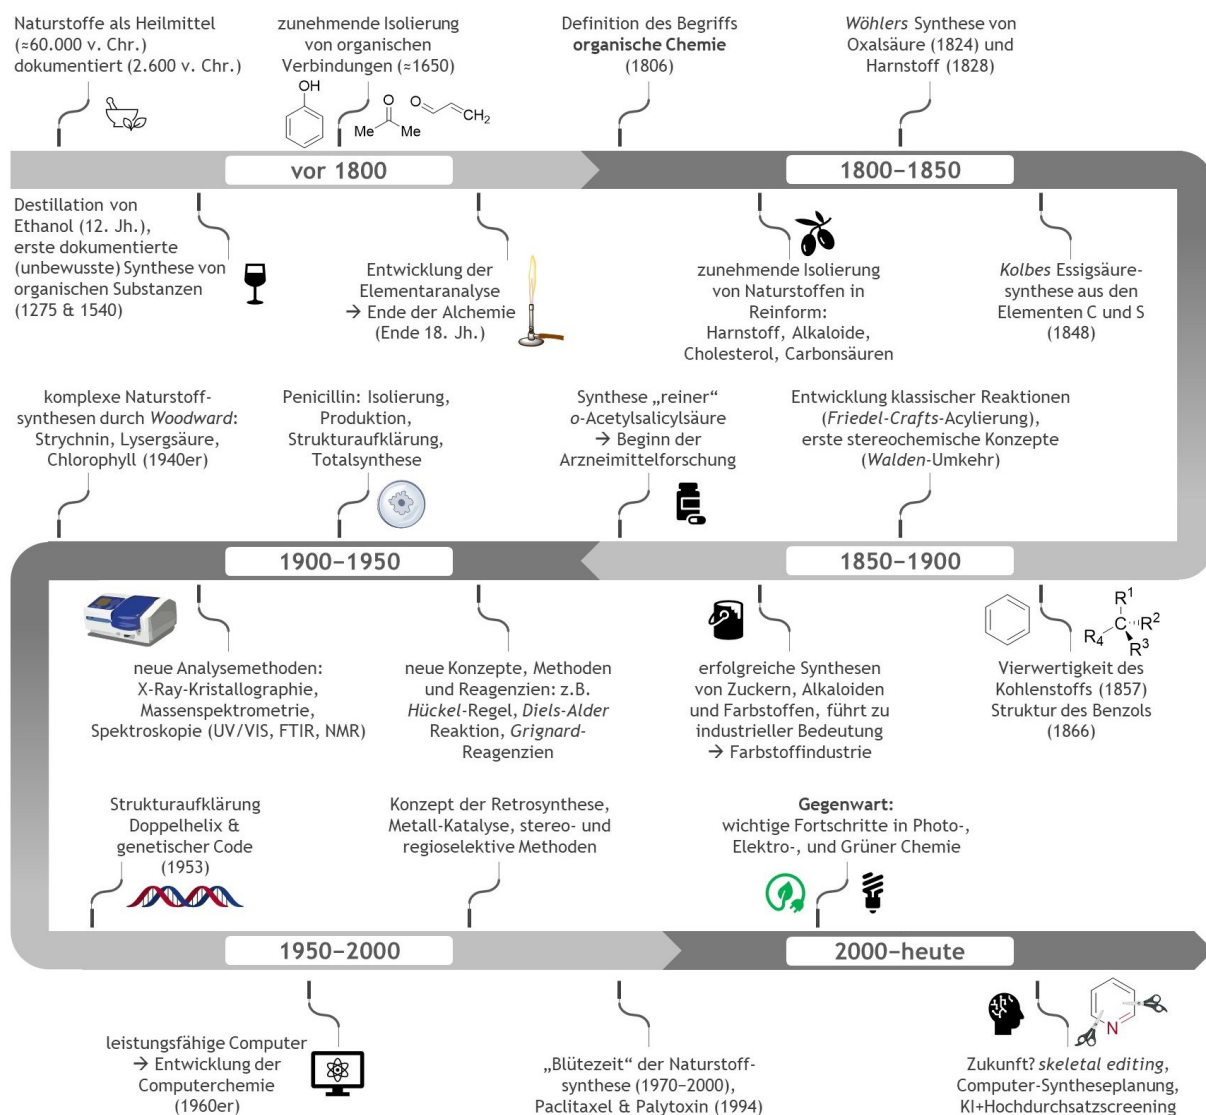 Naturstoffe als Heilmittel
(≈60.000 v. Chr.)
dokumentiert (2.600 v. Chr.)
zunehmende Isolierung
von organischen
Verbindungen (≈1650)
OH
O
Me
Me
O
CH2
Definition des Begriffs
organische Chemie
(1806)
Wöhlers Synthese von
Oxalsäure (1824) und
Harnstoff (1828)
vor 1800
1800–1850
Destillation von
Ethanol (12. Jh.),
erste dokumentierte
(unbewusste) Synthese von
organischen Substanzen
(1275 & 1540)
Entwicklung der
Elementaranalyse
→ Ende der Alchemie
(Ende 18. Jh.)
zunehmende Isolierung
von Naturstoffen in
Reinform:
Harnstoff, Alkaloide,
Cholesterol, Carbonsäuren
Kolbes Essigsäure-
synthese aus den
Elementen C und S
(1848)
komplexe Naturstoff-
synthesen durch Woodward:
Strychnin, Lysergsäure,
Chlorophyll (1940er)
Penicillin: Isolierung,
Produktion,
Strukturaufklärung,
Totalsynthese
Synthese „reiner“
o-Acetylsalicylsäure
→ Beginn der
Arzneimittelforschung
Entwicklung klassischer Reaktionen
(Friedel-Crafts-Acylierung),
erste stereochemische Konzepte
(Walden-Umkehr)
1900–1950
1850–1900
neue Analysemethoden:
X-Ray-Kristallographie,
Massenspektrometrie,
Spektroskopie (UV/VIS, FTIR, NMR)
neue Konzepte, Methoden
und Reagenzien: z.B.
Hückel-Regel, Diels-Alder
Reaktion, Grignard-
Reagenzien
erfolgreiche Synthesen
von Zuckern, Alkaloiden
und Farbstoffen, führt zu
industrieller Bedeutung
→ Farbstoffindustrie
R1
C
R2
R4
R3
Vierwertigkeit des
Kohlenstoffs (1857)
Struktur des Benzols
(1866)
Strukturaufklärung
Doppelhelix &
genetischer Code
(1953)
Konzept der Retrosynthese,
Metall-Katalyse, stereo- und
regioselektive Methoden
Gegenwart:
wichtige Fortschritte in Photo-,
Elektro-, und Grüner Chemie
1950–2000
2000–heute
leistungsfähige Computer
→ Entwicklung der
Computerchemie
(1960er)
„Blütezeit“ der Naturstoff-
synthese (1970–2000),
Paclitaxel & Palytoxin (1994)
N
Zukunft? skeletal editing,
Computer-Syntheseplanung,
KI+Hochdurchsatzscreening